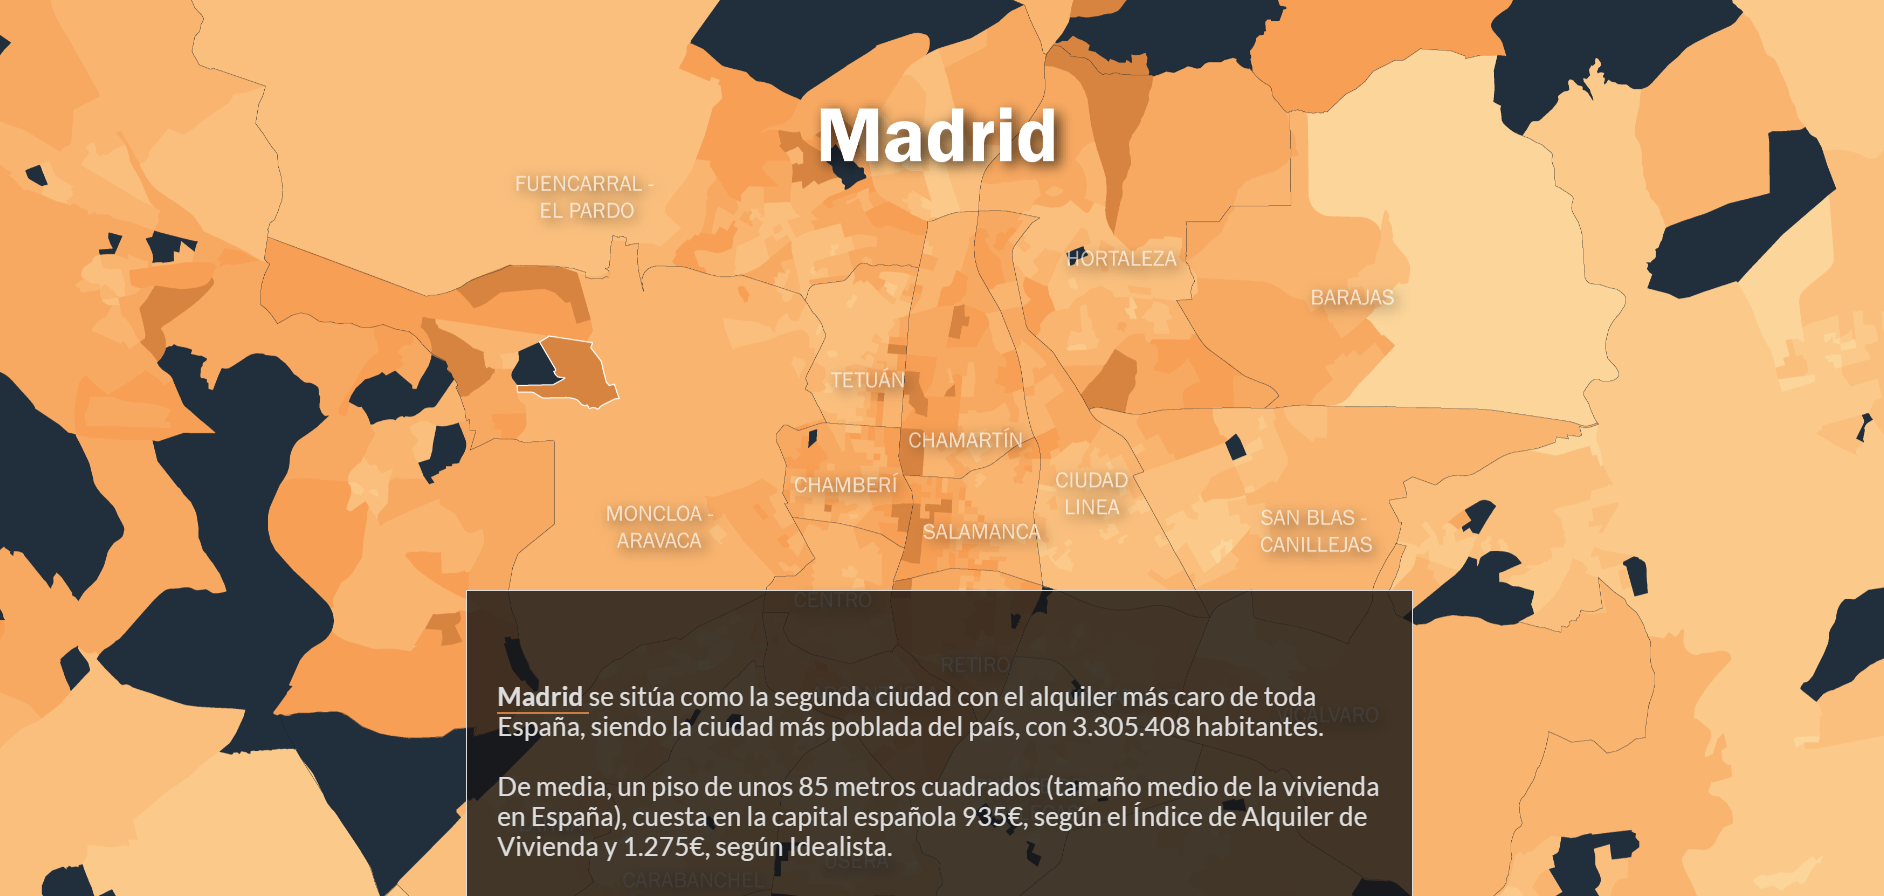 Madrid
FUENCARRAL -
EL PARDO
HORTALEZA
BARAJAS
TETUÁN
CHAMARTÍN
CHAMBERÍ
CIUDAD
LINEA
MONCLOA -
ARAVACA
SALAMANCA
SAN BLAS -
CANILLEJAS
CENTRO
RETIRO
VICÁLVARO
Madrid se sitúa como la segunda ciudad con el alquiler más caro de toda
España, siendo la ciudad más poblada del país, con 3.305.408 habitantes.
De media, un piso de unos 85 metros cuadrados (tamaño medio de la vivienda
en España), cuesta en la capital española 935€, según el Índice de Alquiler de
Vivienda y 1.275€, según Idealista.
USERA
CARABANCHEL